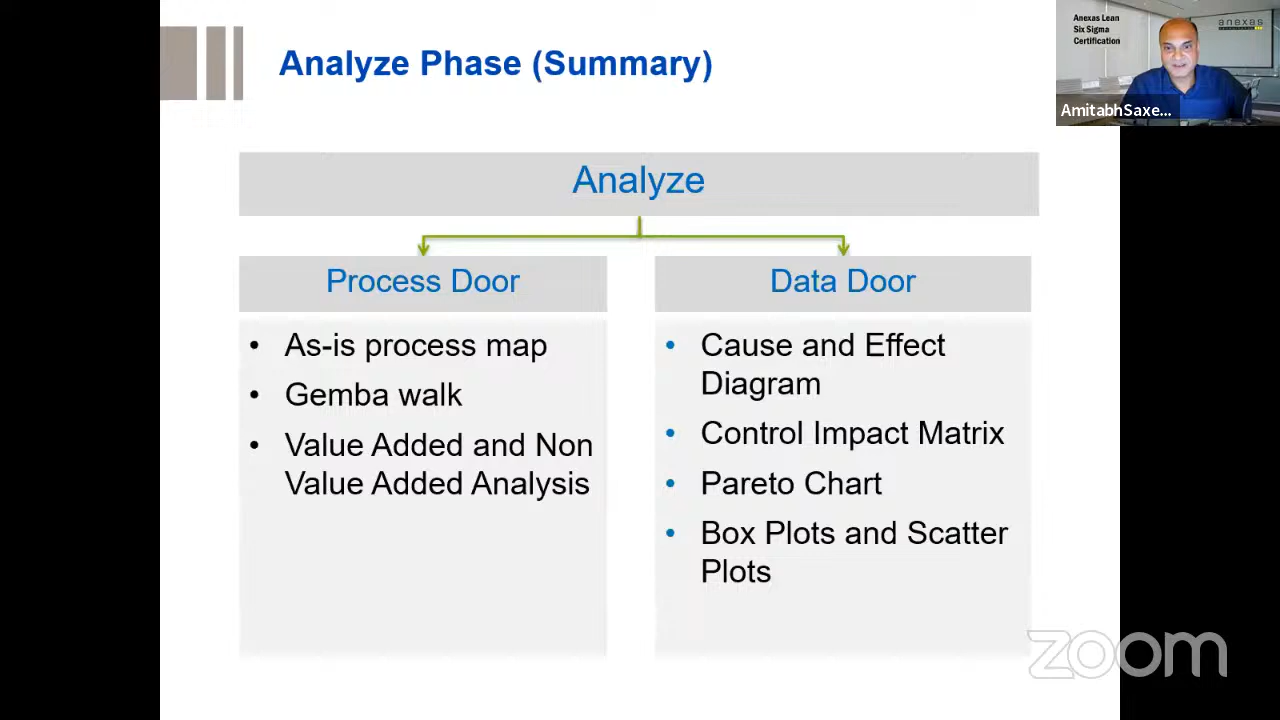 Analyze Phase (Summary)
Anexas Lean
Six Sigma
Certification
anexas
AmitabhSaxe...
Analyze
Process Door
• As-is process map
• Gemba walk
• Value Added and Non
Value Added Analysis
Data Door
• Cause and Effect
Diagram
• Control Impact Matrix
• Pareto Chart
• Box Plots and Scatter
Plots
zoom